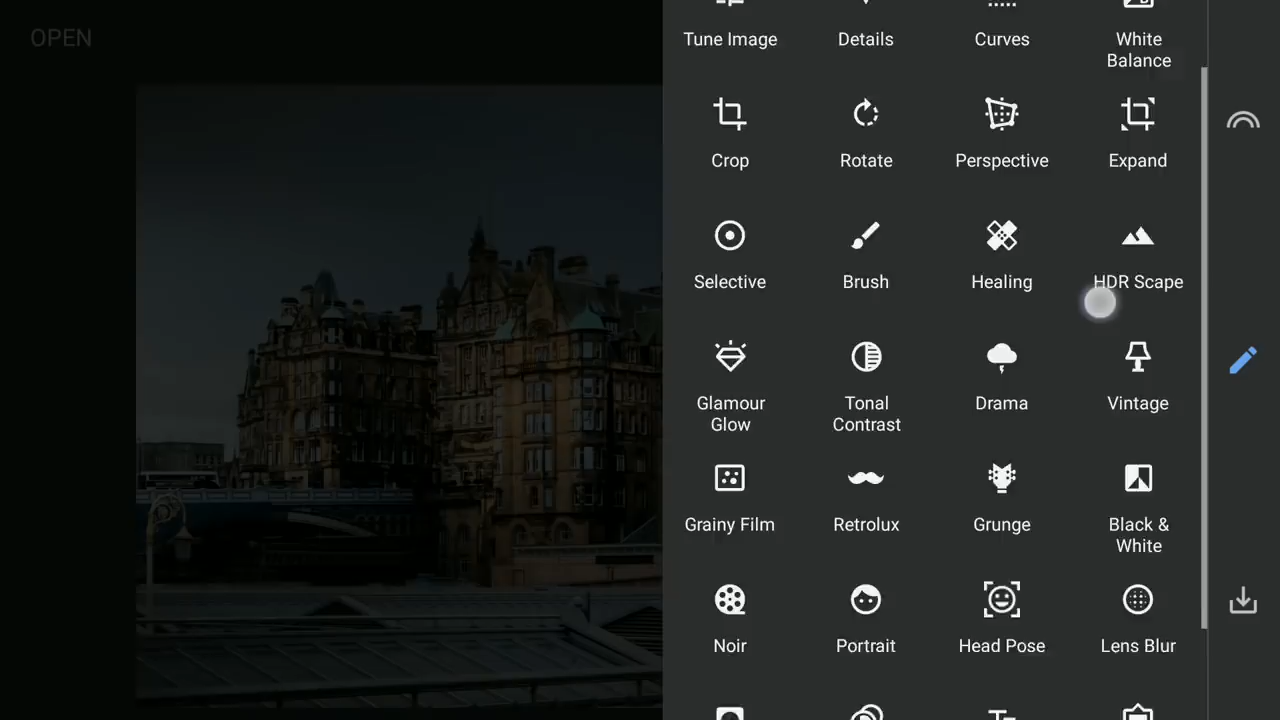 OPEN
Tune Image
Details
Curves
White
Balance
Crop
Rotate
Perspective
Expand
Selective
Brush
Healing
HDR Scape
Glamour
Glow
Tonal
Contrast
Drama
Vintage
Grainy Film
Retrolux
Grunge
Black &
White
Noir
Portrait
Head Pose
Lens Blur